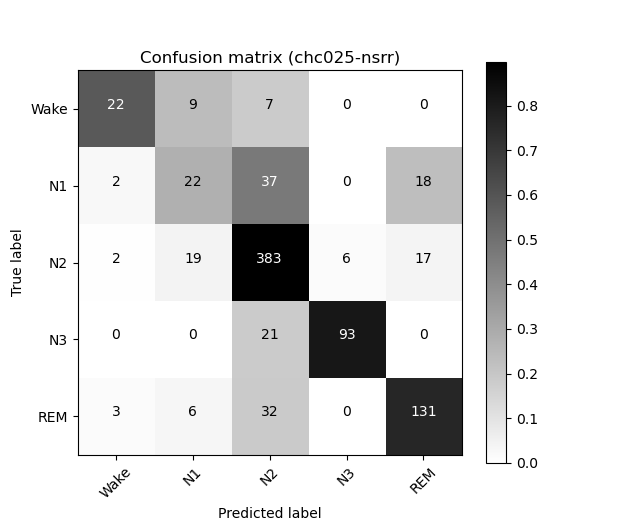 Confusion matrix (chc025-nsrr)
True label
Wake 22 9 7 0 0
N1 2 22 37 0 18
N2 2 19 383 6 17
N3 0 0 21 93 0
REM 3 6 32 0 131
Wake N1 N2 N3 REM
Predicted label
0.8
0.7
0.6
0.5
0.4
0.3
0.2
0.1
0.0